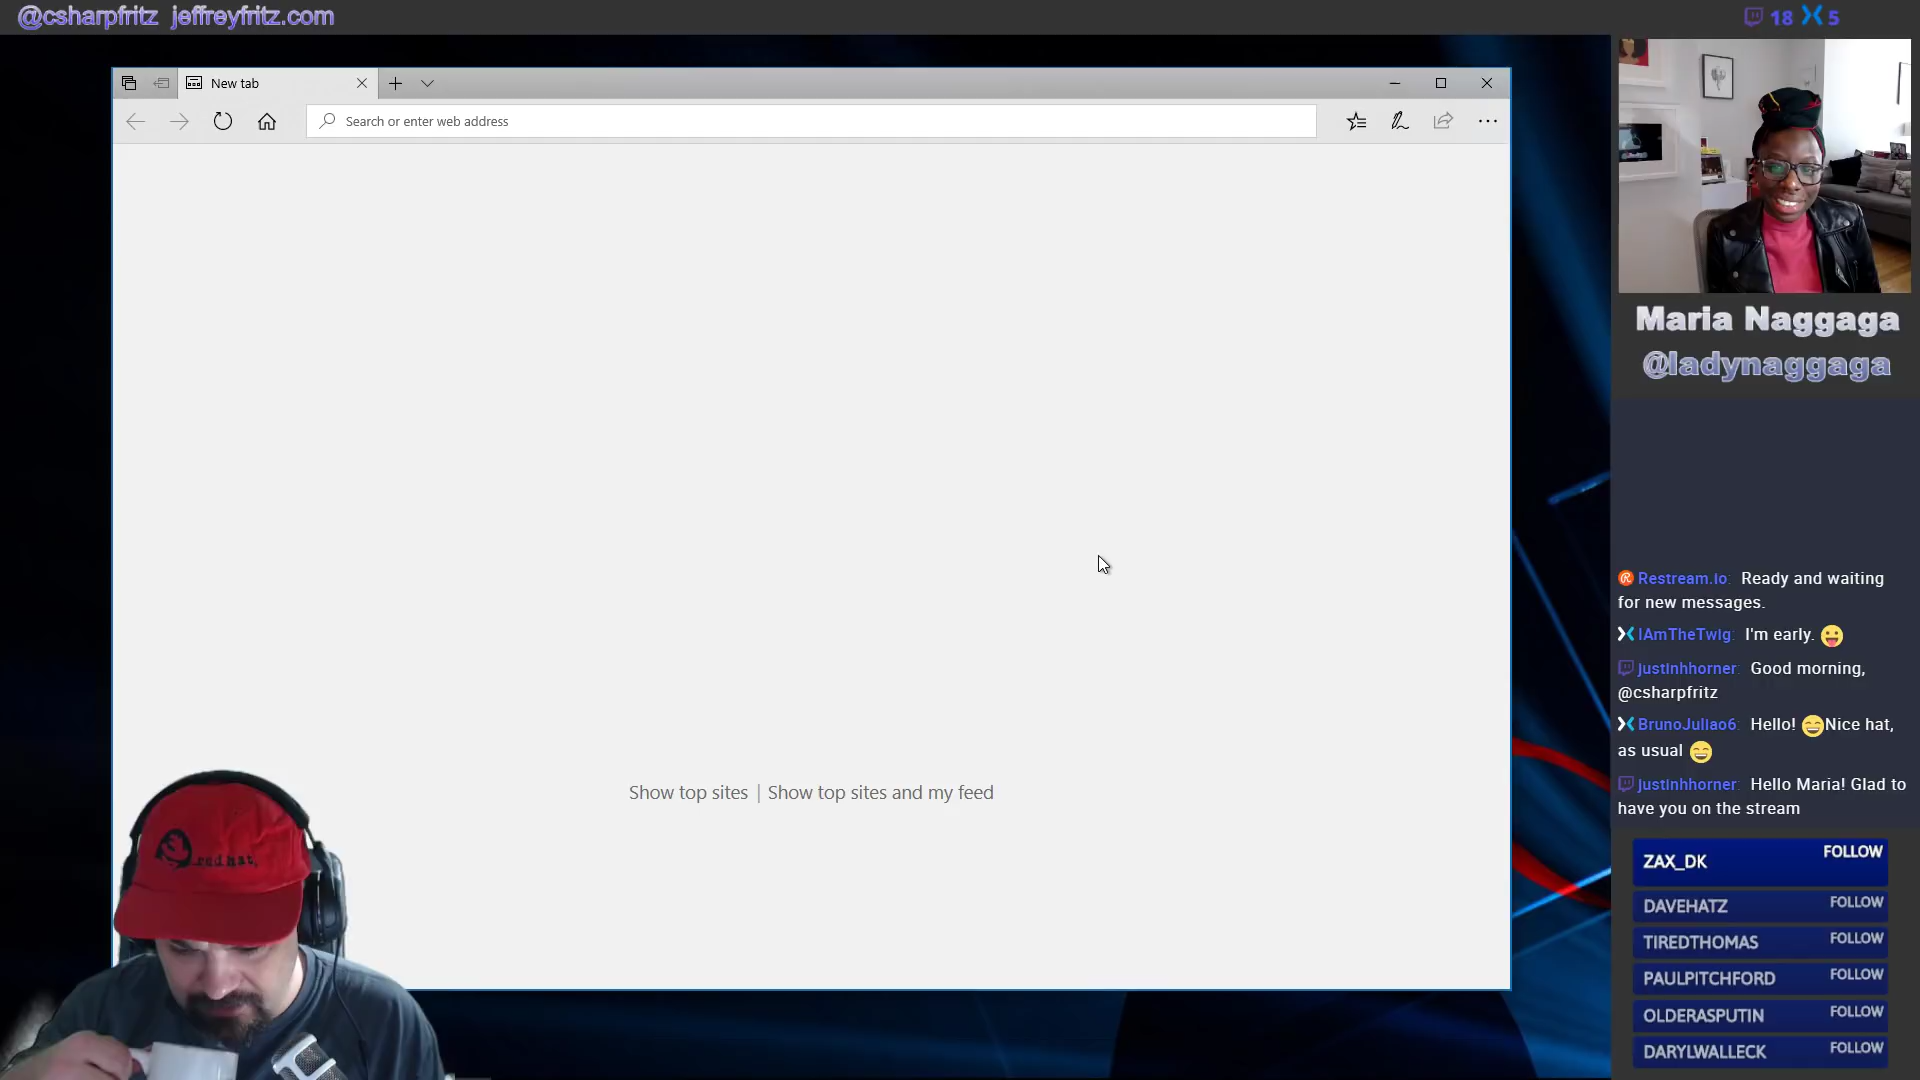 @csharpfritz jeffreyfritz.com
18 5
New tab
Search or enter web address
Show top sites | Show top sites and my feed
redhat.
Maria Naggaga
@ladynaggaga
Restream.io: Ready and waiting
for new messages.
IAmTheTwig: I'm early.
justinhhorner: Good morning,
@csharpfritz
BrunoJuliao6: Hello! Nice hat,
as usual
justinhhorner: Hello Maria! Glad to
have you on the stream
ZAX_DK FOLLOW
DAVEHATZ FOLLOW
TIREDTHOMAS FOLLOW
PAULPITCHFORD FOLLOW
OLDERASPUTIN FOLLOW
DARYLWALLECK FOLLOW